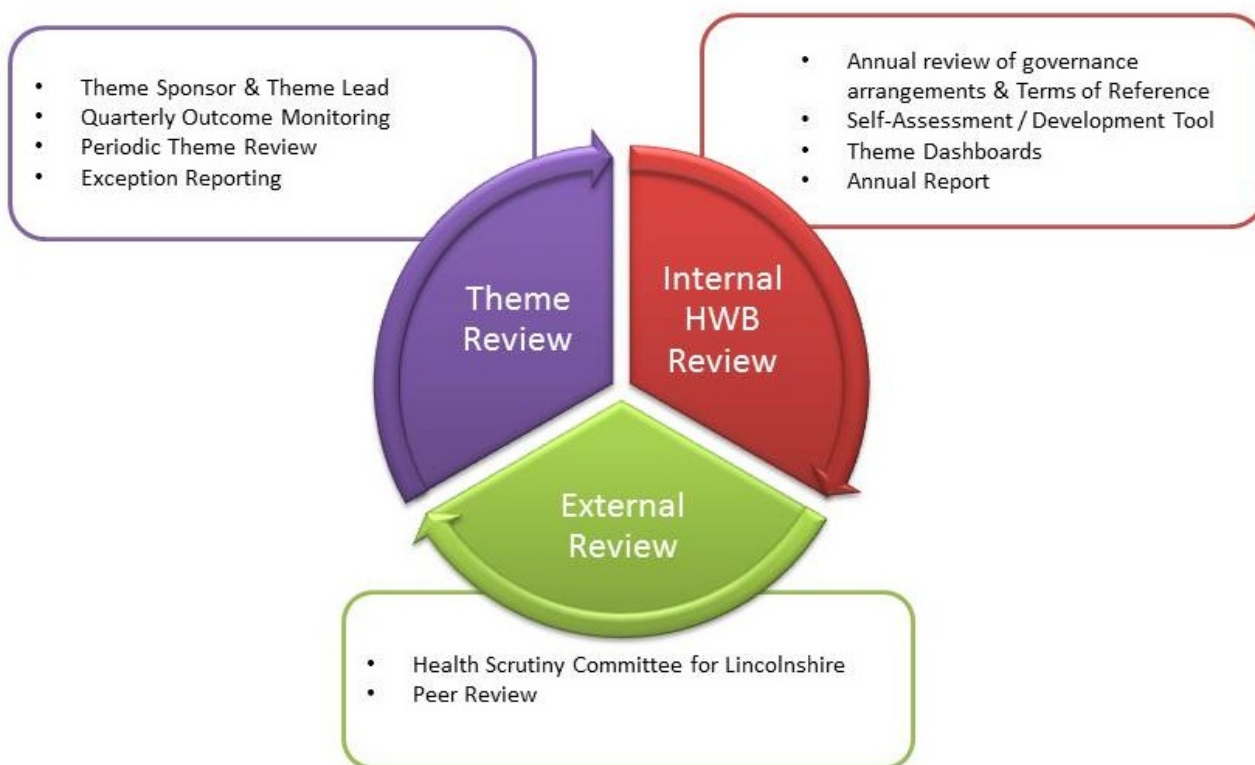 • Theme Sponsor & Theme Lead
• Quarterly Outcome Monitoring
• Periodic Theme Review
• Exception Reporting
• Annual review of governance
arrangements & Terms of Reference
• Self-Assessment / Development Tool
• Theme Dashboards
• Annual Report
Theme
Review
Internal
HWB
Review
External
Review
• Health Scrutiny Committee for Lincolnshire
• Peer Review